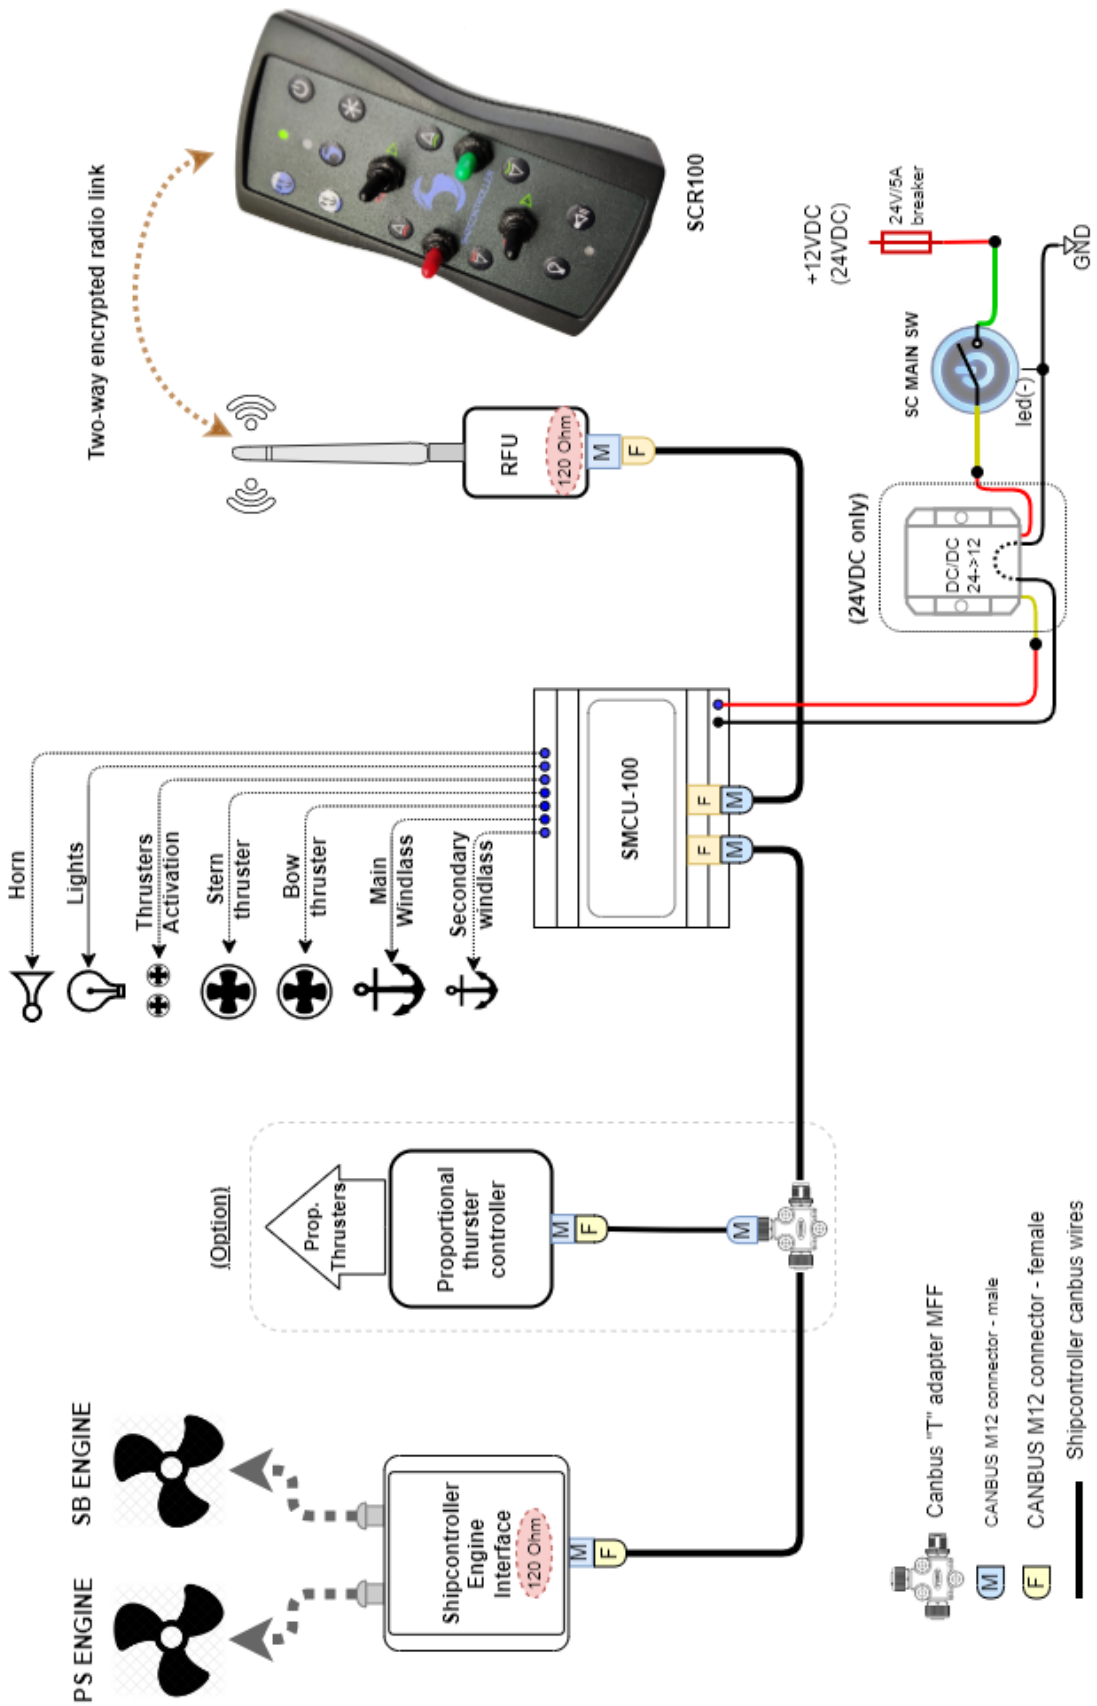 PS ENGINE
SB ENGINE
Shipcontroller
Engine
Interface
120 Ohm
M
F
(Option)
Prop.
Thrusters
Proportional
thurster
controller
M
F
M
Horn
Lights
Thrusters
Activation
Stern
thruster
Bow
thruster
Main
Windlass
Secondary
windlass
SMCU-100
F
M
F
M
Two-way encrypted radio link
RFU
120 Ohm
M
F
SCR100
(24VDC only)
DC/DC
24->12
SC MAIN SW
led(-)
+12VDC
(24VDC)
24V/5A
breaker
GND
Canbus "T" adapter MFF
M
CANBUS M12 connector - male
F
CANBUS M12 connector - female
Shipcontroller canbus wires